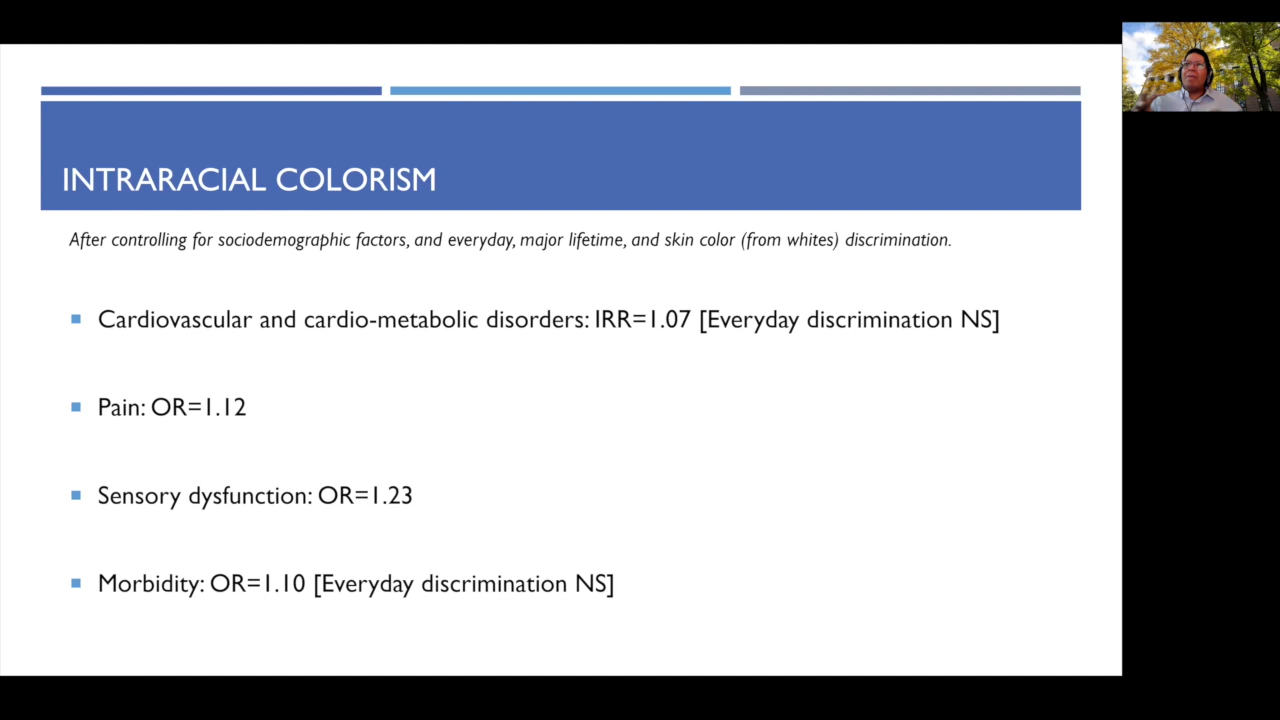 INTRARACIAL COLORISM
After controlling for sociodemographic factors, and everyday, major lifetime, and skin color (from whites) discrimination.
Cardiovascular and cardio-metabolic disorders: IRR=1.07 [Everyday discrimination NS]
Pain: OR=1.12
Sensory dysfunction: OR=1.23
Morbidity: OR=1.10 [Everyday discrimination NS]